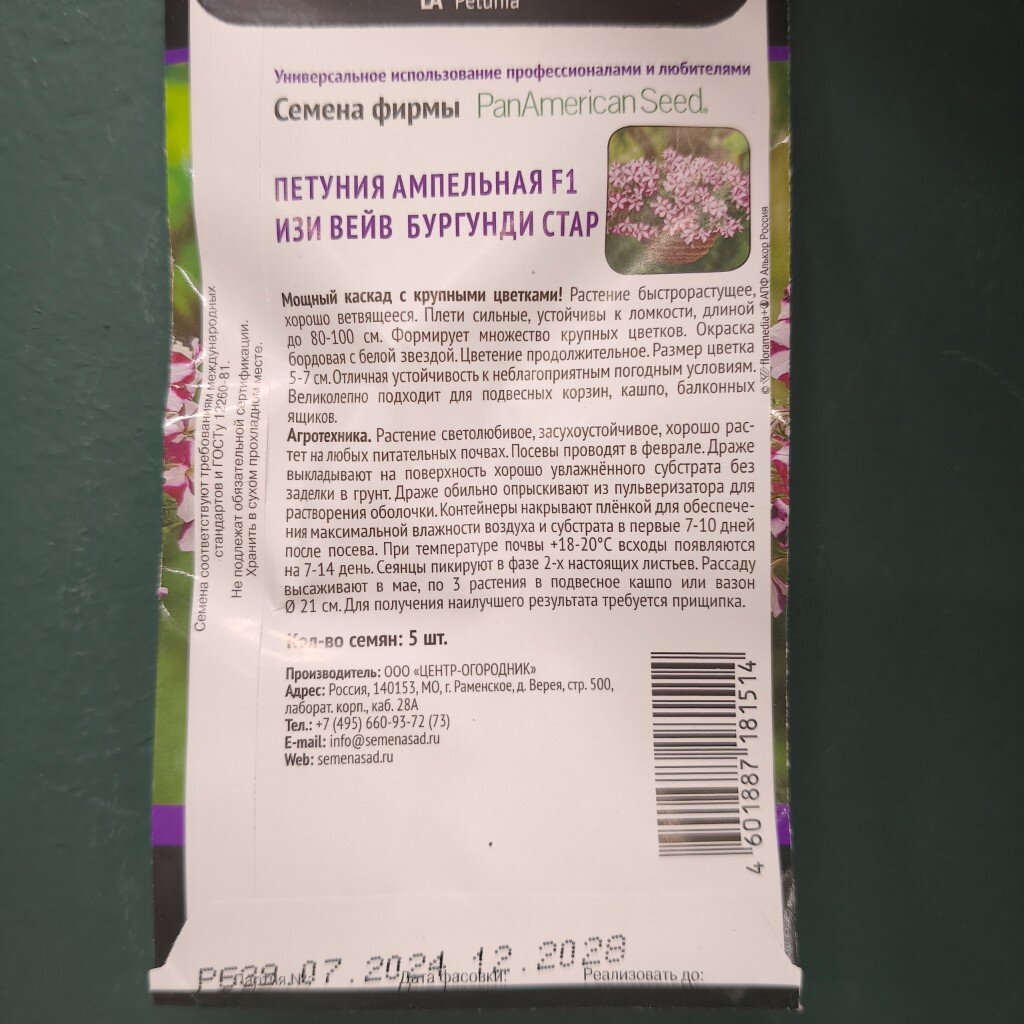 LA Petunia
Универсальное использование профессионалами и любителями
Семена фирмы PanAmerican Seed®
ПЕТУНИЯ АМПЕЛЬНАЯ F1
ИЗИ ВЕЙВ БУРГУНДИ СТАР
Мощный каскад с крупными цветками! Растение быстрорастущее,
хорошо ветвящееся. Плети сильные, устойчивы к ломкости, длиной
до 80-100 см. Формирует множество крупных цветков. Окраска
бордовая с белой звездой. Цветение продолжительное. Размер цветка
5-7 см. Отличная устойчивость к неблагоприятным погодным условиям.
Великолепно подходит для подвесных корзин, кашпо, балконных
ящиков.
Агротехника. Растение светолюбивое, засухоустойчивое, хорошо рас-
тет на любых питательных почвах. Посевы проводят в феврале. Драже
выкладывают на поверхность хорошо увлажнённого субстрата без
заделки в грунт. Драже обильно опрыскивают из пульверизатора для
растворения оболочки. Контейнеры накрывают плёнкой для обеспече-
ния максимальной влажности воздуха и субстрата в первые 7-10 дней
после посева. При температуре почвы +18-20°С всходы появляются
на 7-14 день. Сеянцы пикируют в фазе 2-х настоящих листьев. Рассаду
высаживают в мае, по 3 растения в подвесное кашпо или вазон
Ø 21 см. Для получения наилучшего результата требуется прищипка.
Кол-во семян: 5 шт.
Производитель: ООО «ЦЕНТР-ОГОРОДНИК»
Адрес: Россия, 140153, МО, г. Раменское, д. Верея, стр. 500,
лаборат. корп., каб. 28А
Тел.: +7 (495) 660-93-72 (73)
E-mail: info@semenasad.ru
Web: semenasad.ru
Семена соответствуют требованиям международных
стандартов и ГОСТу 12260-81.
Не подлежат обязательной сертификации.
Хранить в сухом прохладном месте.
© floramedia + © АПФ Алькор Россия
4 601887 181514
Р638 07.2024 12.2028
Партия №: Дата фасовки: Реализовать до: